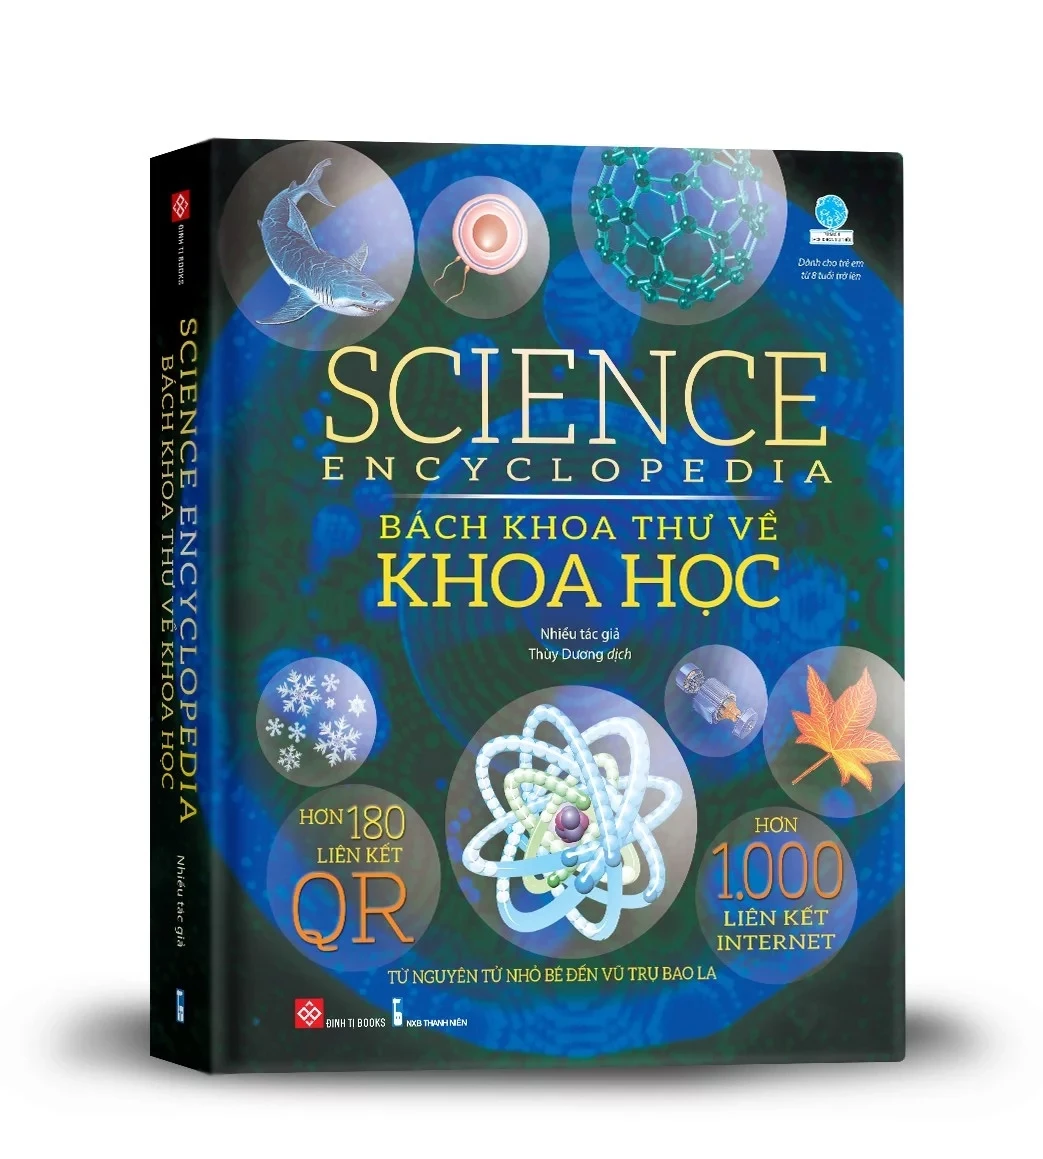 ĐINH TỊ BOOKS
SCIENCE ENCYCLOPEDIA
BÁCH KHOA THƯ VỀ KHOA HỌC
Nhiều tác giả
Dành cho trẻ em
từ 8 tuổi trở lên
SCIENCE
ENCYCLOPEDIA
BÁCH KHOA THƯ VỀ
KHOA HỌC
Nhiều tác giả
Thùy Dương dịch
HƠN 180
LIÊN KẾT
QR
HƠN
1.000
LIÊN KẾT
INTERNET
TỪ NGUYÊN TỬ NHỎ BÉ ĐẾN VŨ TRỤ BAO LA
ĐINH TỊ BOOKS
NXB THANH NIÊN